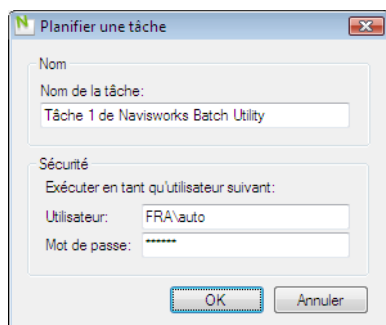 Planifier une tâche
Nom
Nom de la tâche:
Tâche 1 de Navisworks Batch Utility
Sécurité
Exécuter en tant qu'utilisateur suivant:
Utilisateur: FRA\auto
Mot de passe: ******
OK Annuler